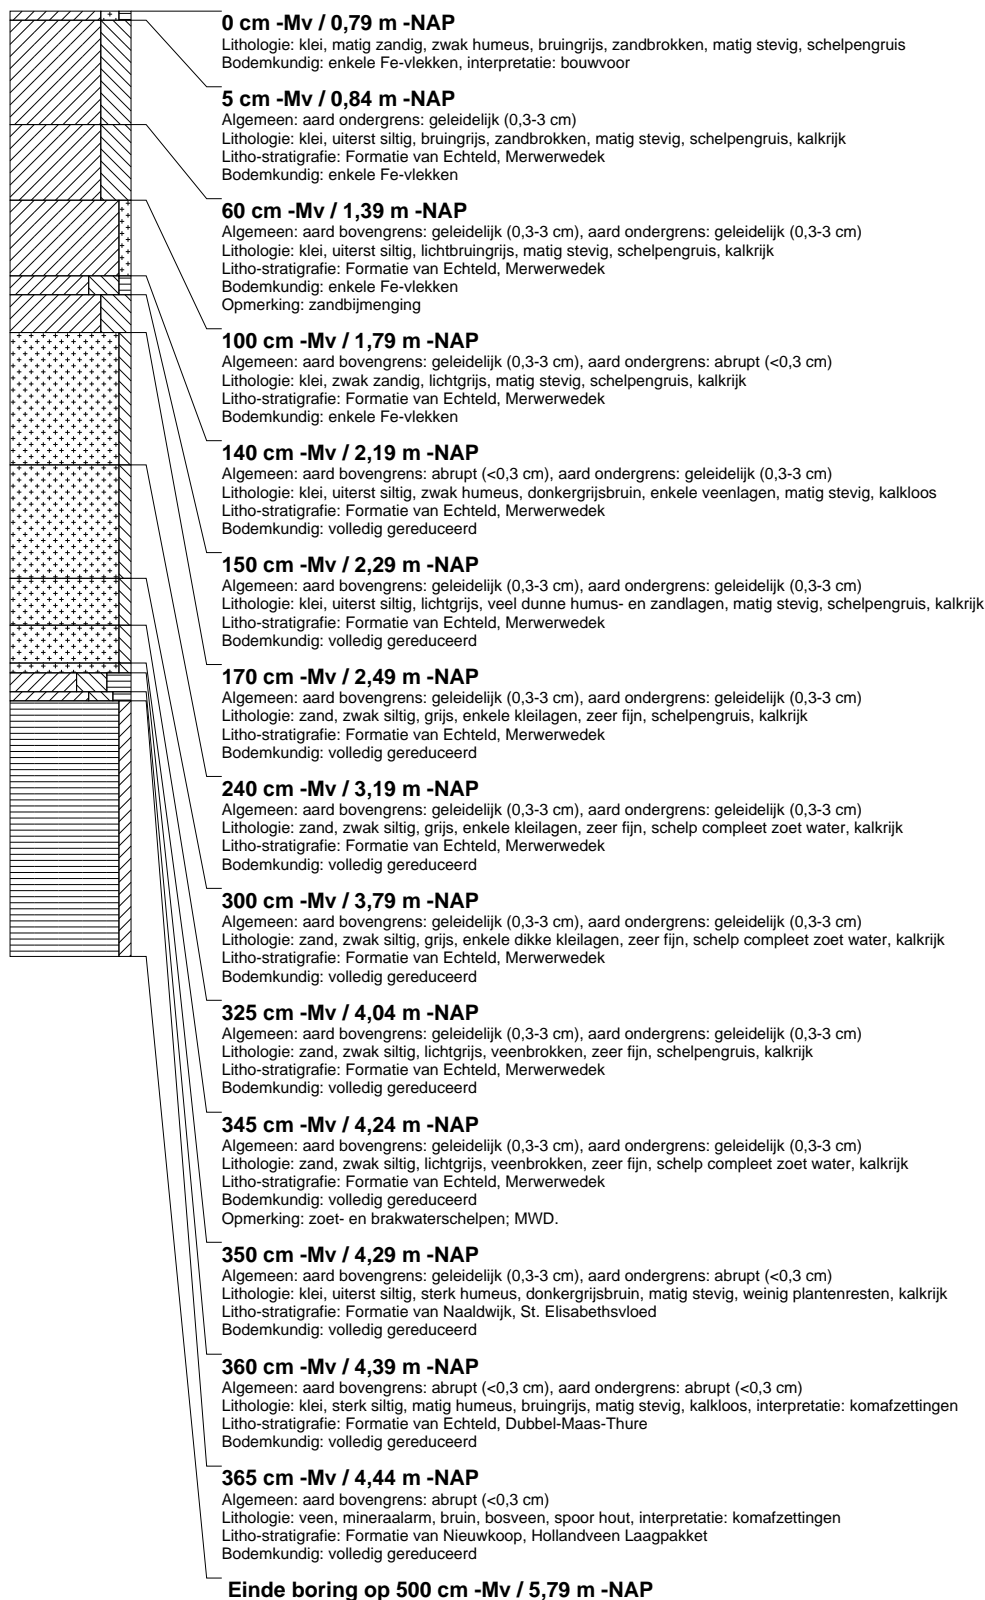 0 cm -Mv / 0,79 m -NAP
Lithologie: klei, matig zandig, zwak humeus, bruingrijs, zandbrokken, matig stevig, schelpengruis
Bodemkundig: enkele Fe-vlekken, interpretatie: bouwvoor
5 cm -Mv / 0,84 m -NAP
Algemeen: aard ondergrens: geleidelijk (0,3-3 cm)
Lithologie: klei, uiterst siltig, bruingrijs, zandbrokken, matig stevig, schelpengruis, kalkrijk
Litho-stratigrafie: Formatie van Echteld, Merwerwedek
Bodemkundig: enkele Fe-vlekken
60 cm -Mv / 1,39 m -NAP
Algemeen: aard bovengrens: geleidelijk (0,3-3 cm), aard ondergrens: geleidelijk (0,3-3 cm)
Lithologie: klei, uiterst siltig, lichtbruingrijs, matig stevig, schelpengruis, kalkrijk
Litho-stratigrafie: Formatie van Echteld, Merwerwedek
Bodemkundig: enkele Fe-vlekken
Opmerking: zandbijmenging
100 cm -Mv / 1,79 m -NAP
Algemeen: aard bovengrens: geleidelijk (0,3-3 cm), aard ondergrens: abrupt (<0,3 cm)
Lithologie: klei, zwak zandig, lichtgrijs, matig stevig, schelpengruis, kalkrijk
Litho-stratigrafie: Formatie van Echteld, Merwerwedek
Bodemkundig: enkele Fe-vlekken
140 cm -Mv / 2,19 m -NAP
Algemeen: aard bovengrens: abrupt (<0,3 cm), aard ondergrens: geleidelijk (0,3-3 cm)
Lithologie: klei, uiterst siltig, zwak humeus, donkergrijsbruin, enkele veenlagen, matig stevig, kalkloos
Litho-stratigrafie: Formatie van Echteld, Merwerwedek
Bodemkundig: volledig gereduceerd
150 cm -Mv / 2,29 m -NAP
Algemeen: aard bovengrens: geleidelijk (0,3-3 cm), aard ondergrens: geleidelijk (0,3-3 cm)
Lithologie: klei, uiterst siltig, lichtgrijs, veel dunne humus- en zandlagen, matig stevig, schelpengruis, kalkrijk
Litho-stratigrafie: Formatie van Echteld, Merwerwedek
Bodemkundig: volledig gereduceerd
170 cm -Mv / 2,49 m -NAP
Algemeen: aard bovengrens: geleidelijk (0,3-3 cm), aard ondergrens: geleidelijk (0,3-3 cm)
Lithologie: zand, zwak siltig, grijs, enkele kleilagen, zeer fijn, schelpengruis, kalkrijk
Litho-stratigrafie: Formatie van Echteld, Merwerwedek
Bodemkundig: volledig gereduceerd
240 cm -Mv / 3,19 m -NAP
Algemeen: aard bovengrens: geleidelijk (0,3-3 cm), aard ondergrens: geleidelijk (0,3-3 cm)
Lithologie: zand, zwak siltig, grijs, enkele kleilagen, zeer fijn, schelp compleet zoet water, kalkrijk
Litho-stratigrafie: Formatie van Echteld, Merwerwedek
Bodemkundig: volledig gereduceerd
300 cm -Mv / 3,79 m -NAP
Algemeen: aard bovengrens: geleidelijk (0,3-3 cm), aard ondergrens: geleidelijk (0,3-3 cm)
Lithologie: zand, zwak siltig, grijs, enkele dikke kleilagen, zeer fijn, schelp compleet zoet water, kalkrijk
Litho-stratigrafie: Formatie van Echteld, Merwerwedek
Bodemkundig: volledig gereduceerd
325 cm -Mv / 4,04 m -NAP
Algemeen: aard bovengrens: geleidelijk (0,3-3 cm), aard ondergrens: geleidelijk (0,3-3 cm)
Lithologie: zand, zwak siltig, lichtgrijs, veenbrokken, zeer fijn, schelpengruis, kalkrijk
Litho-stratigrafie: Formatie van Echteld, Merwerwedek
Bodemkundig: volledig gereduceerd
345 cm -Mv / 4,24 m -NAP
Algemeen: aard bovengrens: geleidelijk (0,3-3 cm), aard ondergrens: geleidelijk (0,3-3 cm)
Lithologie: zand, zwak siltig, lichtgrijs, veenbrokken, zeer fijn, schelp compleet zoet water, kalkrijk
Litho-stratigrafie: Formatie van Echteld, Merwerwedek
Bodemkundig: volledig gereduceerd
Opmerking: zoet- en brakwaterschelpen; MWD.
350 cm -Mv / 4,29 m -NAP
Algemeen: aard bovengrens: geleidelijk (0,3-3 cm), aard ondergrens: abrupt (<0,3 cm)
Lithologie: klei, uiterst siltig, sterk humeus, donkergrijsbruin, matig stevig, weinig plantenresten, kalkrijk
Litho-stratigrafie: Formatie van Naaldwijk, St. Elisabethsvloed
Bodemkundig: volledig gereduceerd
360 cm -Mv / 4,39 m -NAP
Algemeen: aard bovengrens: abrupt (<0,3 cm), aard ondergrens: abrupt (<0,3 cm)
Lithologie: klei, sterk siltig, matig humeus, bruingrijs, matig stevig, kalkloos, interpretatie: komafzettingen
Litho-stratigrafie: Formatie van Echteld, Dubbel-Maas-Thure
Bodemkundig: volledig gereduceerd
365 cm -Mv / 4,44 m -NAP
Algemeen: aard bovengrens: abrupt (<0,3 cm)
Lithologie: veen, mineraalarm, bruin, bosveen, spoor hout, interpretatie: komafzettingen
Litho-stratigrafie: Formatie van Nieuwkoop, Hollandveen Laagpakket
Bodemkundig: volledig gereduceerd
Einde boring op 500 cm -Mv / 5,79 m -NAP